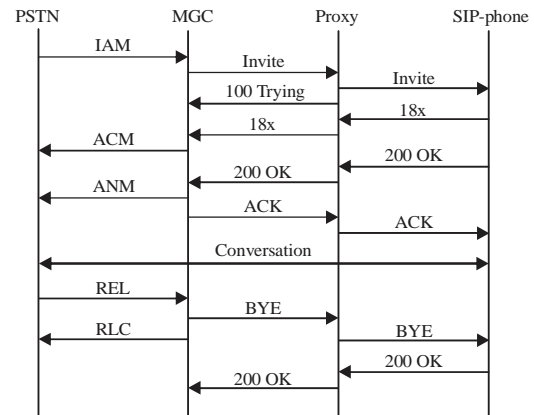 PSTN MGC Proxy SIP-phone
IAM
Invite
Invite
100 Trying
18x
18x
ACM
200 OK
200 OK
ANM
ACK
ACK
Conversation
REL
BYE
RLC
BYE
200 OK
200 OK